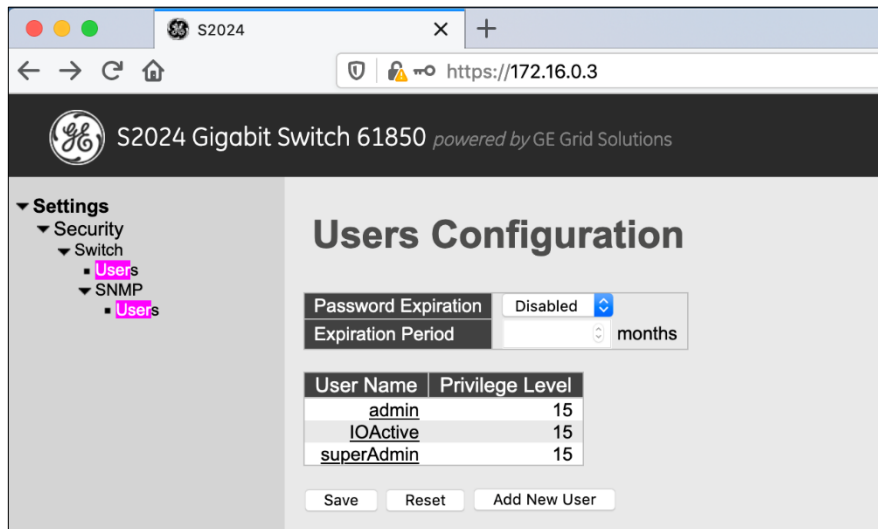 S2024
https://172.16.0.3
GE S2024 Gigabit Switch 61850 powered by GE Grid Solutions
Settings
Security
Switch
Users
SNMP
Users
Users Configuration
Password Expiration Disabled
Expiration Period months
User Name Privilege Level
admin 15
IOActive 15
superAdmin 15
Save Reset Add New User